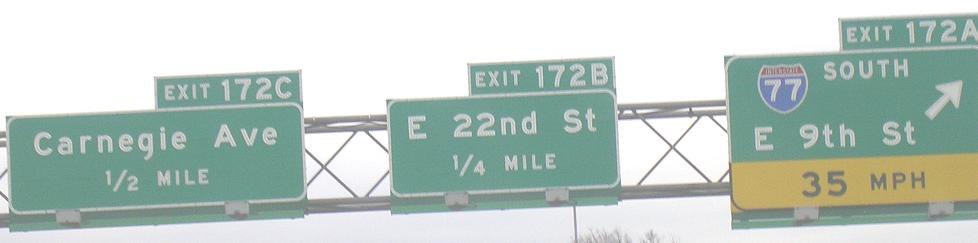 EXIT 172C
Carnegie Ave
1/2 MILE
EXIT 172B
E 22nd St
1/4 MILE
EXIT 172A
INTERSTATE
77
SOUTH
E 9th St
35 MPH